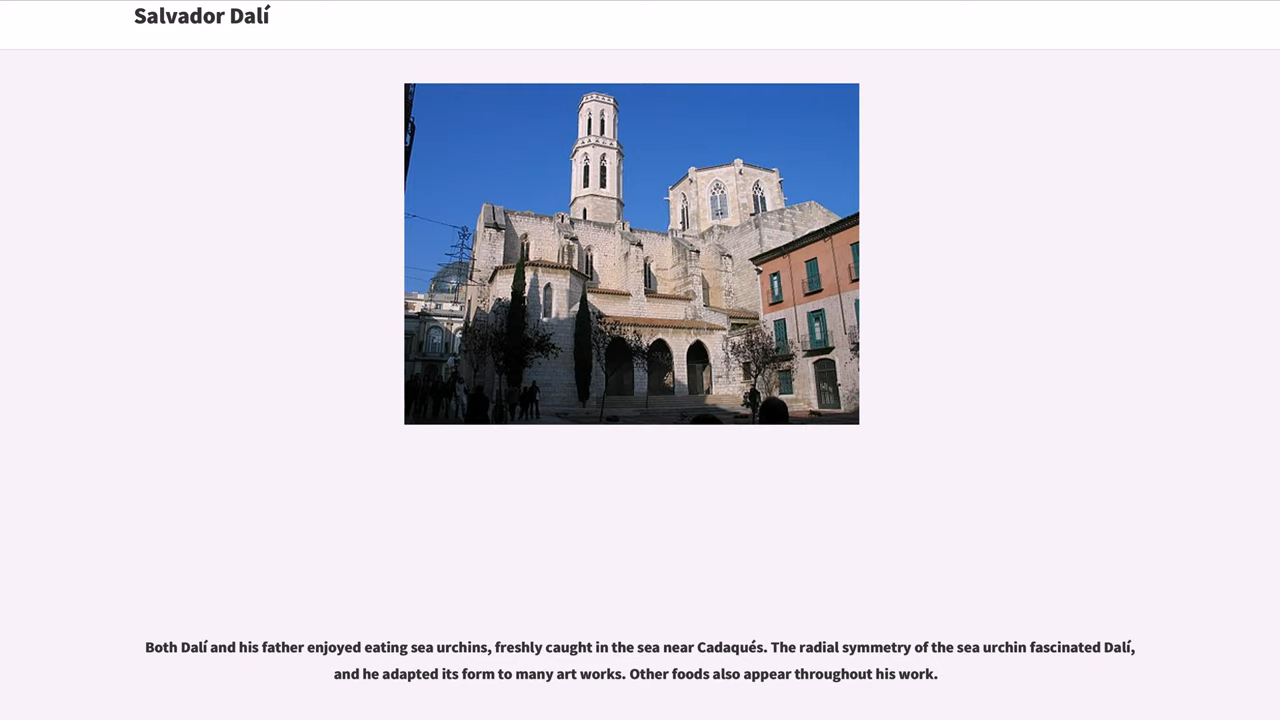 Salvador Dalí
Both Dalí and his father enjoyed eating sea urchins, freshly caught in the sea near Cadaqués. The radial symmetry of the sea urchin fascinated Dalí,
and he adapted its form to many art works. Other foods also appear throughout his work.